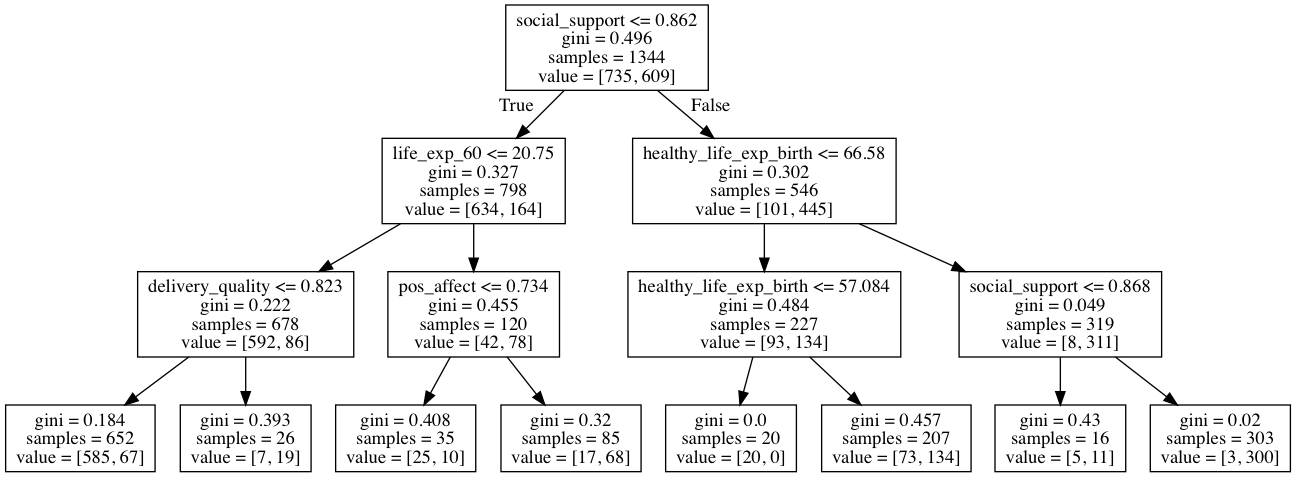 social_support <= 0.862
gini = 0.496
samples = 1344
value = [735, 609]
True
False
life_exp_60 <= 20.75
gini = 0.327
samples = 798
value = [634, 164]
healthy_life_exp_birth <= 66.58
gini = 0.302
samples = 546
value = [101, 445]
delivery_quality <= 0.823
gini = 0.222
samples = 678
value = [592, 86]
pos_affect <= 0.734
gini = 0.455
samples = 120
value = [42, 78]
healthy_life_exp_birth <= 57.084
gini = 0.484
samples = 227
value = [93, 134]
social_support <= 0.868
gini = 0.049
samples = 319
value = [8, 311]
gini = 0.184
samples = 652
value = [585, 67]
gini = 0.393
samples = 26
value = [7, 19]
gini = 0.408
samples = 35
value = [25, 10]
gini = 0.32
samples = 85
value = [17, 68]
gini = 0.0
samples = 20
value = [20, 0]
gini = 0.457
samples = 207
value = [73, 134]
gini = 0.43
samples = 16
value = [5, 11]
gini = 0.02
samples = 303
value = [3, 300]